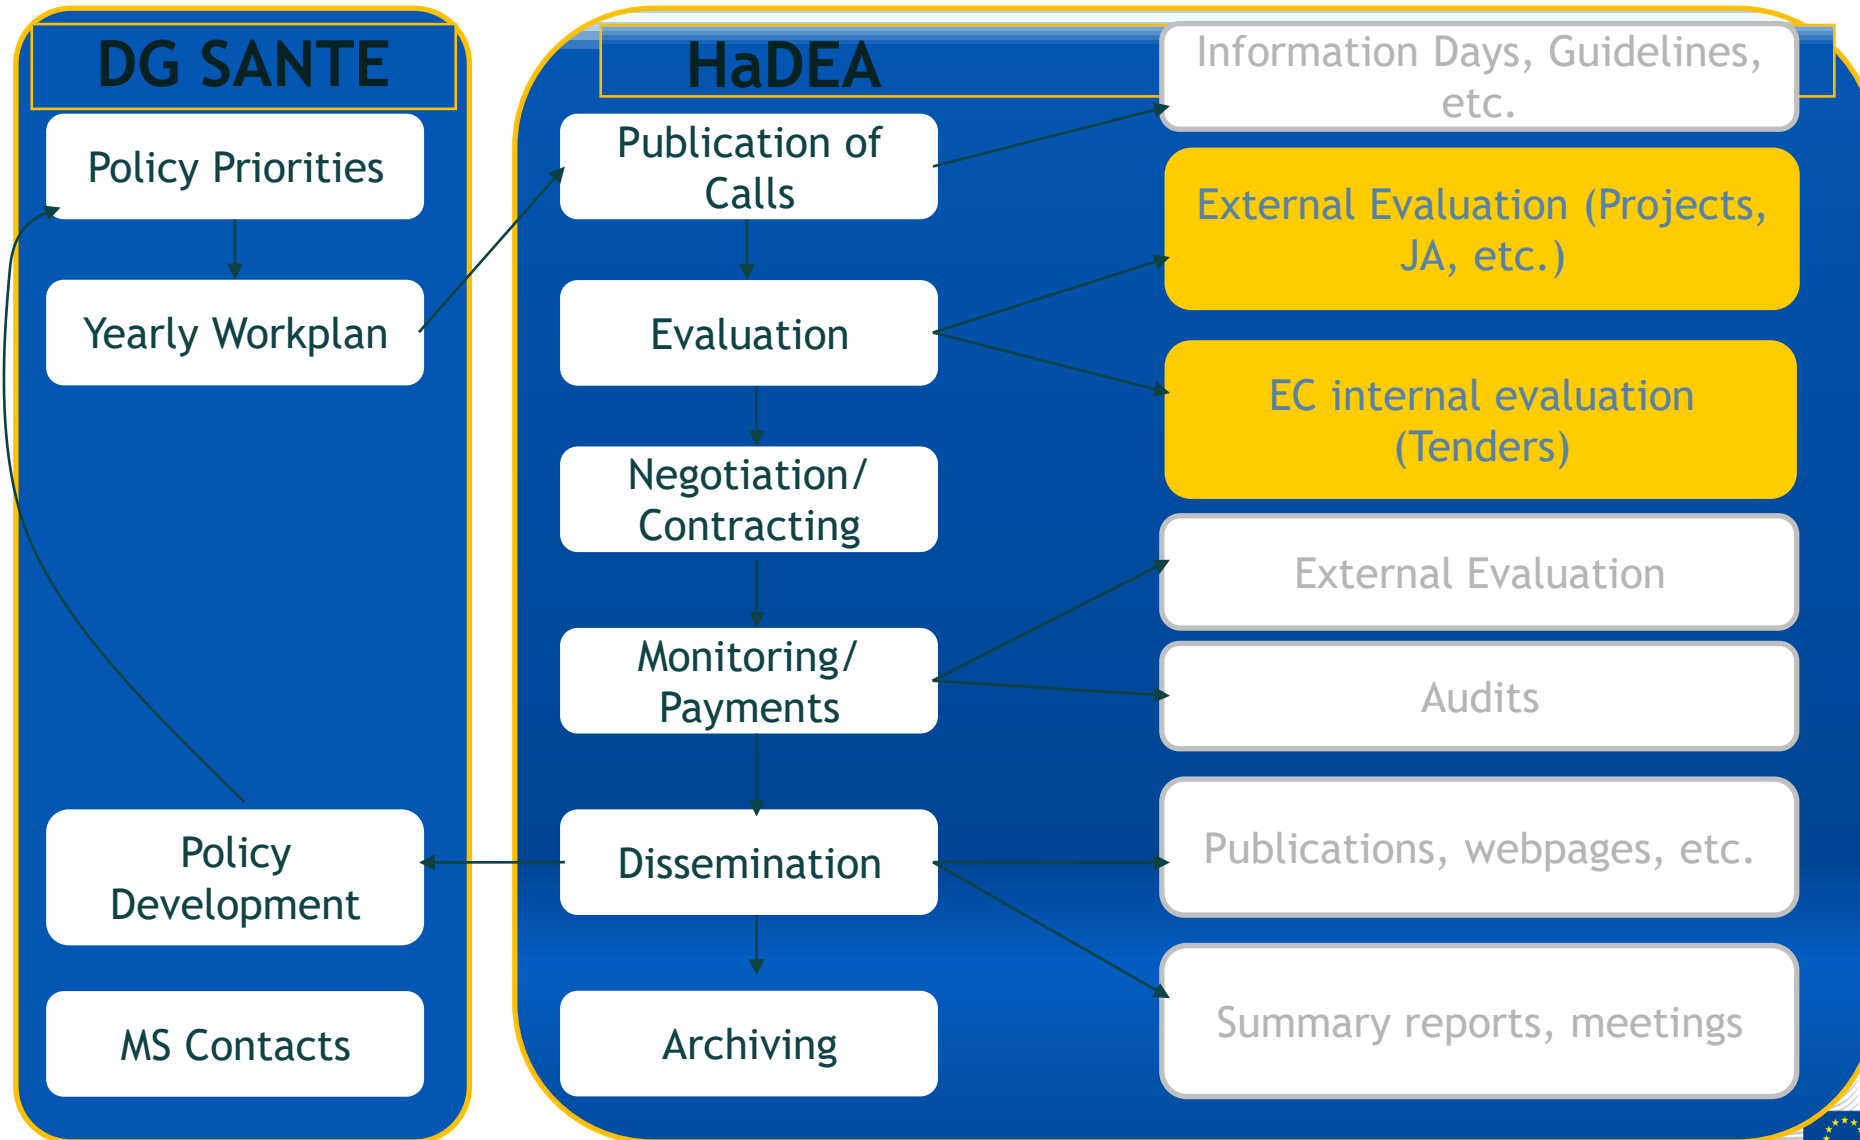 DG SANTE
Policy Priorities
Yearly Workplan
Policy
Development
MS Contacts
HaDEA
Publication of
Calls
Evaluation
Negotiation/
Contracting
Monitoring/
Payments
Dissemination
Archiving
Information Days, Guidelines,
etc.
External Evaluation (Projects,
JA, etc.)
EC internal evaluation
(Tenders)
External Evaluation
Audits
Publications, webpages, etc.
Summary reports, meetings